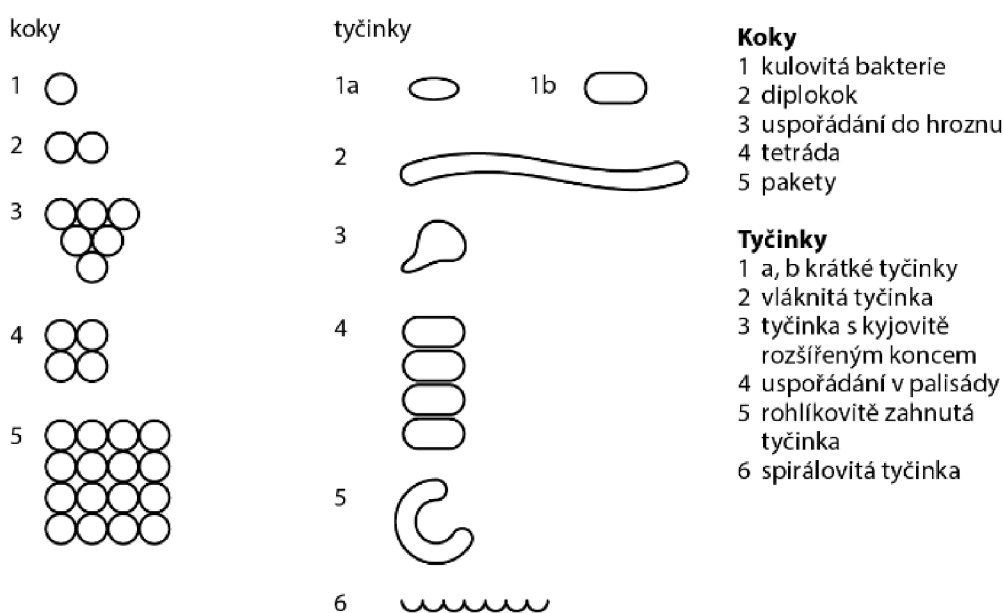 koky
1
2
3
4
5
tyčinky
1a 1b
2
3
4
5
6
Koky
1 kulovitá bakterie
2 diplokok
3 uspořádání do hroznu
4 tetráda
5 pakety
Tyčinky
1 a, b krátké tyčinky
2 vláknitá tyčinka
3 tyčinka s kyjovitě
rozšířeným koncem
4 uspořádání v palisády
5 rohlíkovitě zahnutá
tyčinka
6 spirálovitá tyčinka